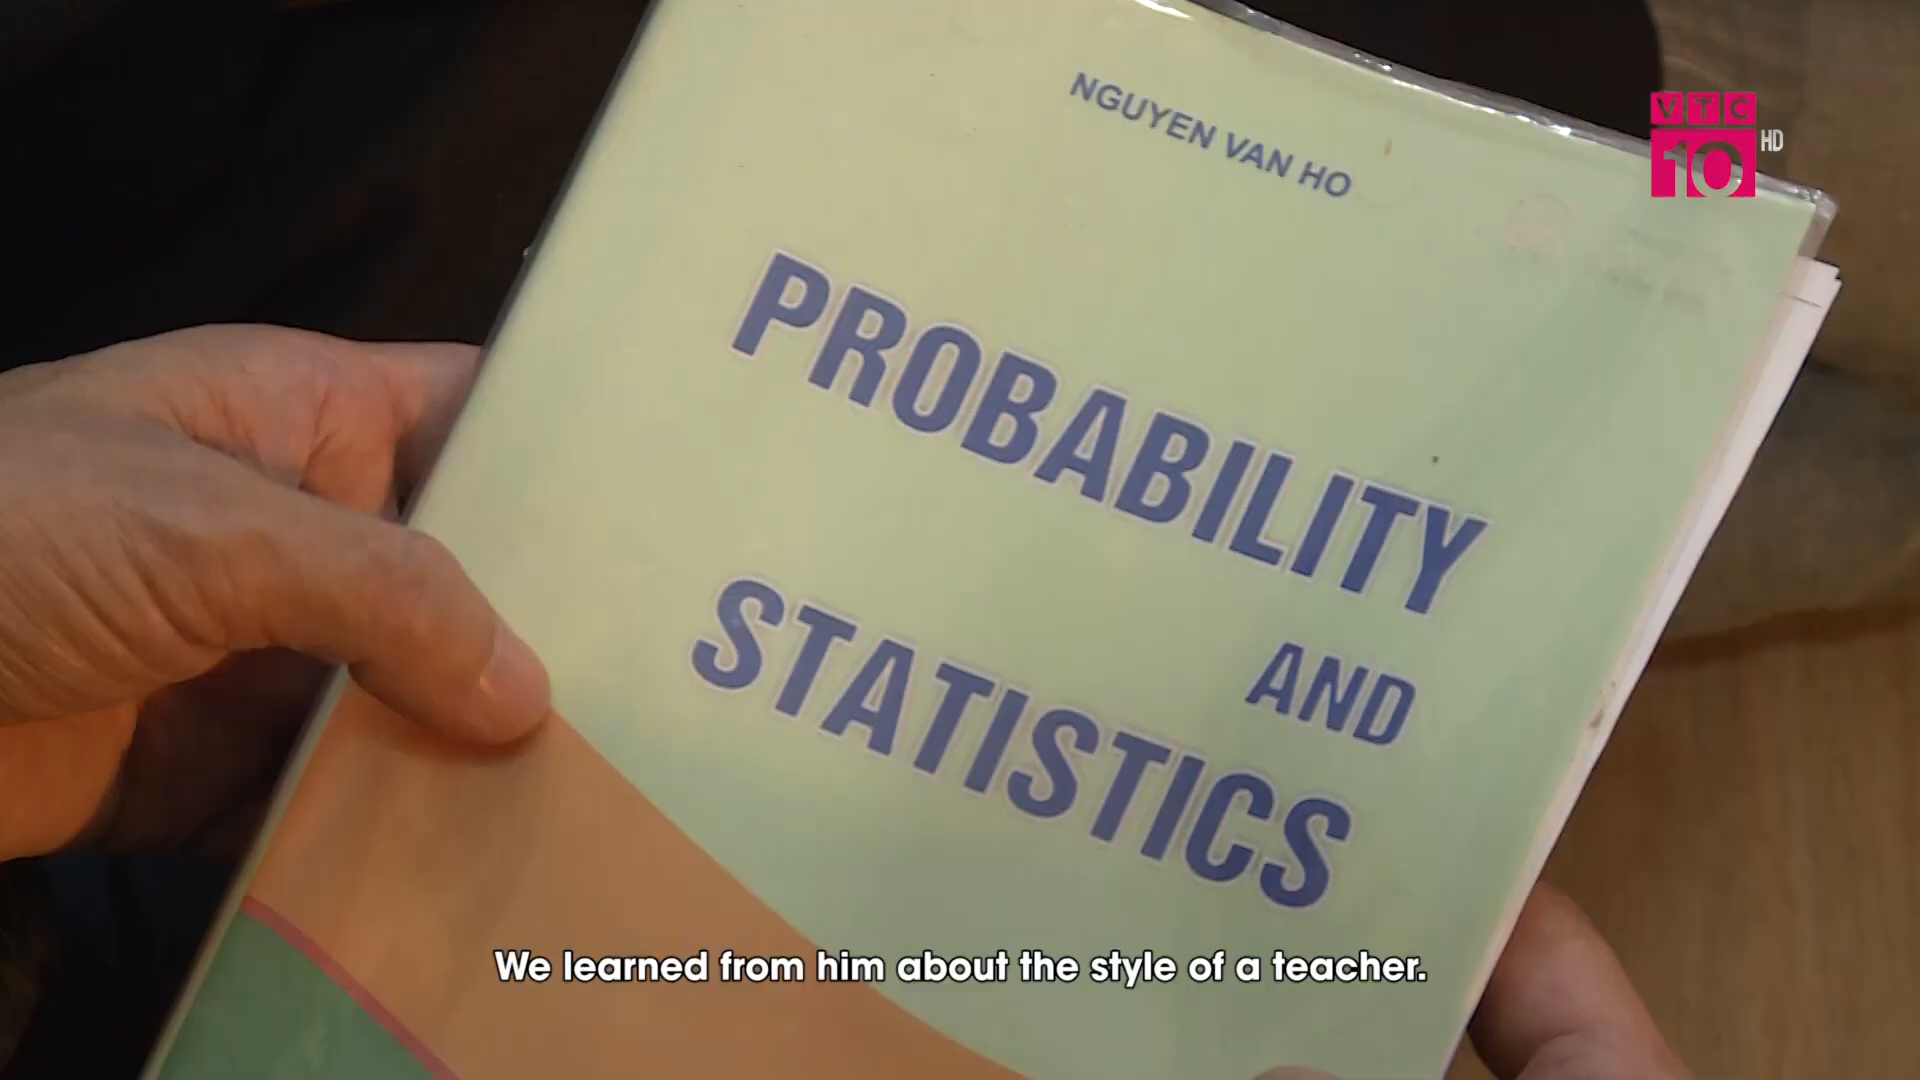 NGUYEN VAN HO
VTC
10 HD
PROBABILITY
AND
STATISTICS
We learned from him about the style of a teacher.